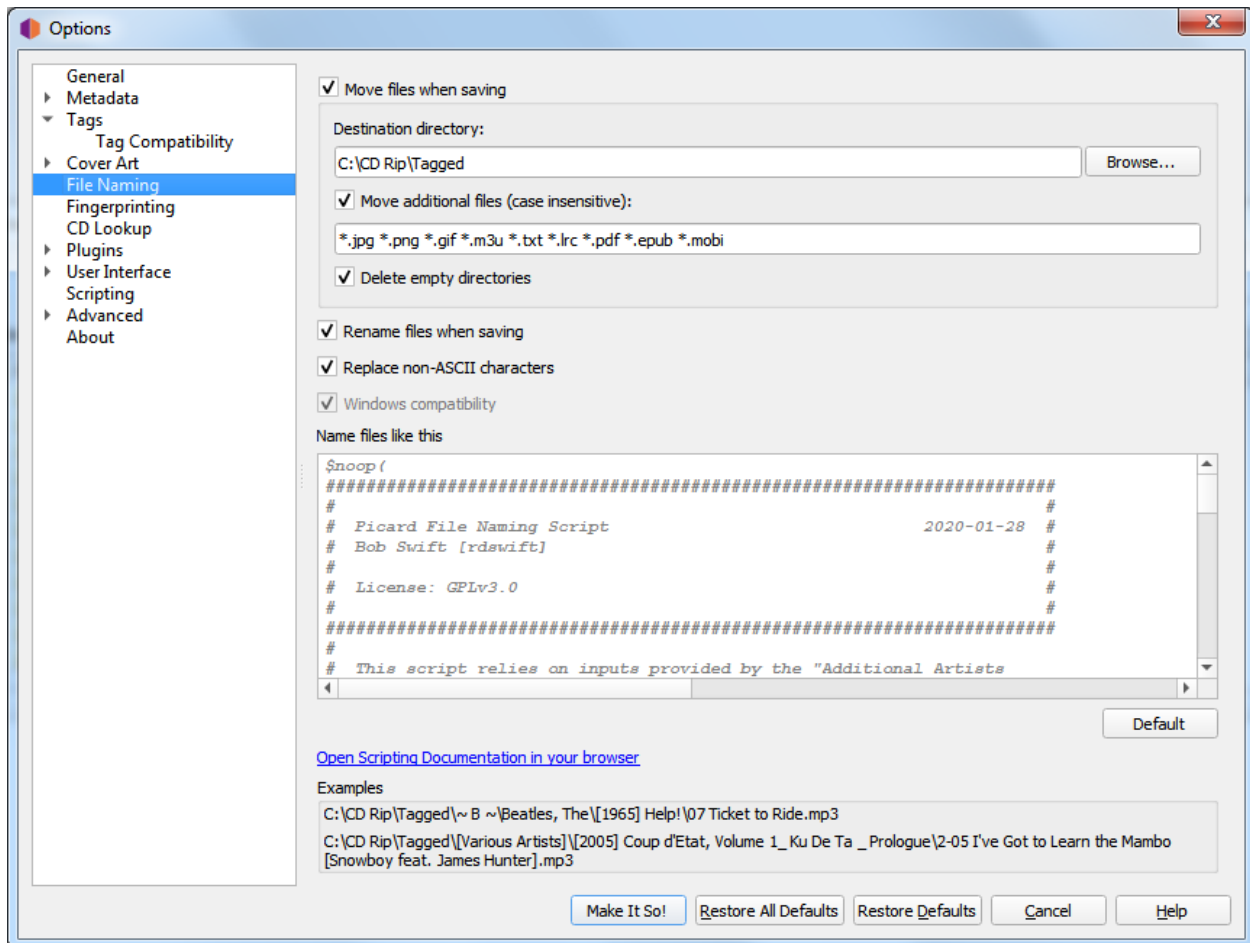 Options
General
Metadata
Tags
Tag Compatibility
Cover Art
File Naming
Fingerprinting
CD Lookup
Plugins
User Interface
Scripting
Advanced
About
Move files when saving
Destination directory:
C:\CD Rip\Tagged
Browse...
Move additional files (case insensitive):
*.jpg *.png *.gif *.m3u *.txt *.lrc *.pdf *.epub *.mobi
Delete empty directories
Rename files when saving
Replace non-ASCII characters
Windows compatibility
Name files like this
$noop(
########################################################################
#                                                                      #
#  Picard File Naming Script                               2020-01-28  #
#  Bob Swift [rdswift]                                                 #
#                                                                      #
#  License: GPLv3.0                                                    #
#                                                                      #
########################################################################
#
#  This script relies on inputs provided by the "Additional Artists
Default
Open Scripting Documentation in your browser
Examples
C:\CD Rip\Tagged\~ B ~\Beatles, The\[1965] Help!\07 Ticket to Ride.mp3
C:\CD Rip\Tagged\[Various Artists]\[2005] Coup d'Etat, Volume 1_ Ku De Ta _ Prologue\2-05 I've Got to Learn the Mambo
[Snowboy feat. James Hunter].mp3
Make It So!
Restore All Defaults
Restore Defaults
Cancel
Help